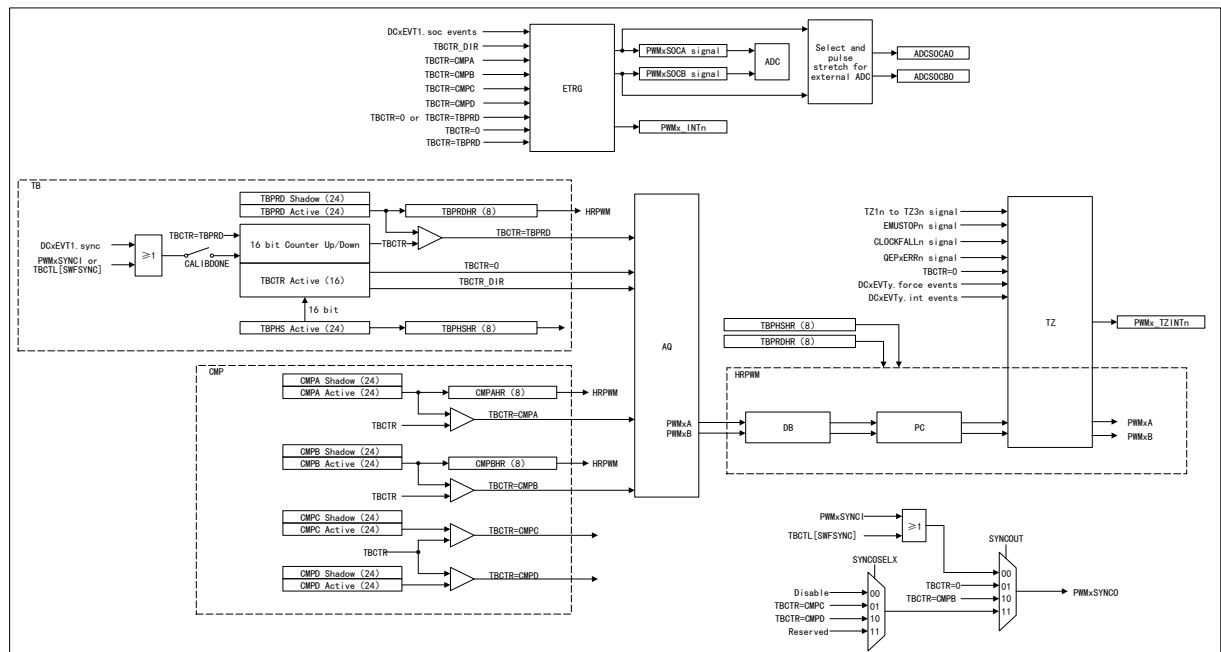 DCxEVT1.soc events
TBCTR_DIR
TBCTR=CMPA
TBCTR=CMPB
TBCTR=CMPC
TBCTR=CMPD
TBCTR=0 or TBCTR=TBPRD
TBCTR=0
TBCTR=TBPRD
ETRG
PWMxSOCA signal
PWMxSOCB signal
ADC
Select and
pulse
stretch for
external ADC
ADCSOCAO
ADCSOCBO
PWMx_INTn
TB
TBPRD Shadow (24)
TBPRD Active (24)
TBPRDHR (8)
HRPWM
DCxEVT1.sync
PWMxSYNCI or
TBCTL[SWFSYNC]
≥1
TBCTR=TBPRD
CALIBDONE
16 bit Counter Up/Down
TBCTR
TBCTR=TBPRD
TBCTR Active (16)
TBCTR=0
TBCTR_DIR
16 bit
TBPHS Active (24)
TBPHSHR (8)
CMP
CMPA Shadow (24)
CMPA Active (24)
CMPAHR (8)
HRPWM
TBCTR
TBCTR=CMPA
CMPB Shadow (24)
CMPB Active (24)
CMPBHR (8)
HRPWM
TBCTR
TBCTR=CMPB
CMPC Shadow (24)
CMPC Active (24)
TBCTR=CMPC
TBCTR
CMPD Shadow (24)
CMPD Active (24)
TBCTR=CMPD
AQ
PWMxA
PWMxB
TZ1n to TZ3n signal
EMUSTOPn signal
CLOCKFALLn signal
QEPxERRn signal
TBCTR=0
DCxEVTy.force events
DCxEVTy.int events
TZ
PWMx_TZINTn
TBPHSHR (8)
TBPRDHR (8)
HRPWM
DB
PC
PWMxA
PWMxB
PWMxSYNCI
TBCTL[SWFSYNC]
≥1
SYNCOUT
SYNCOSELX
Disable
TBCTR=CMPC
TBCTR=CMPD
Reserved
00
01
10
11
TBCTR=0
TBCTR=CMPB
00
01
10
11
PWMxSYNCO